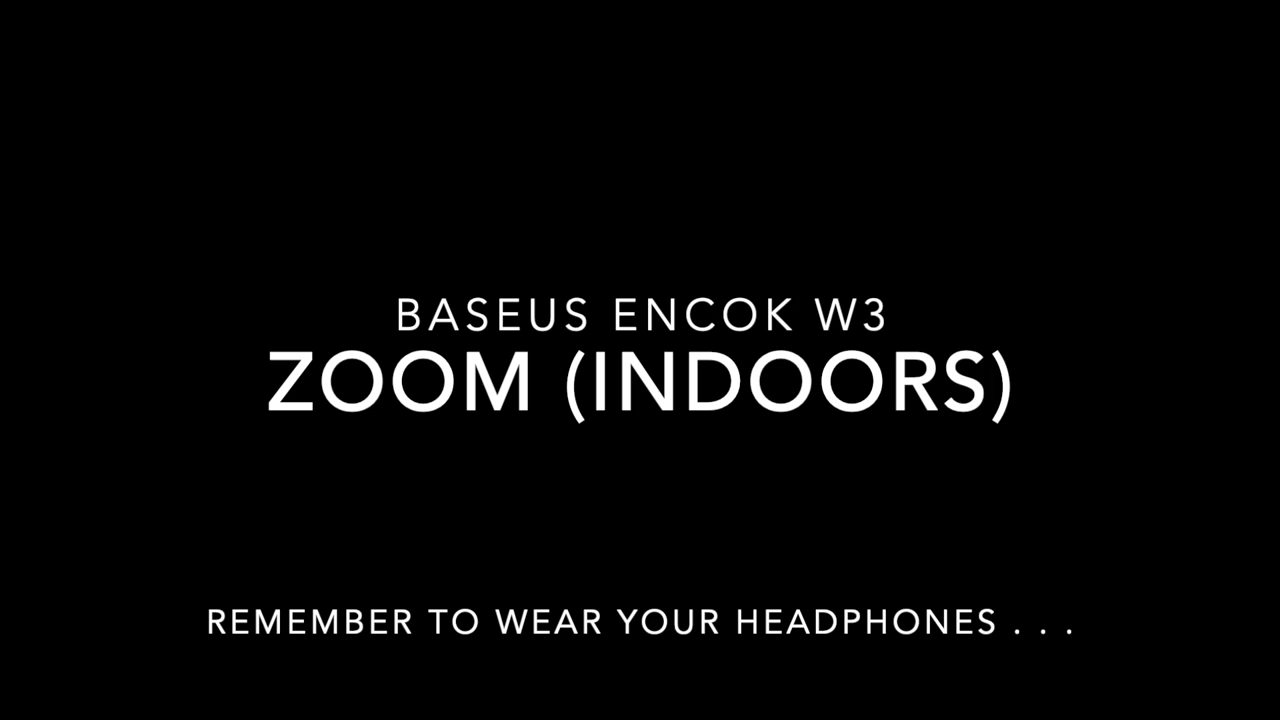 BASEUS ENCOK W3
ZOOM (INDOORS)
REMEMBER TO WEAR YOUR HEADPHONES . . .